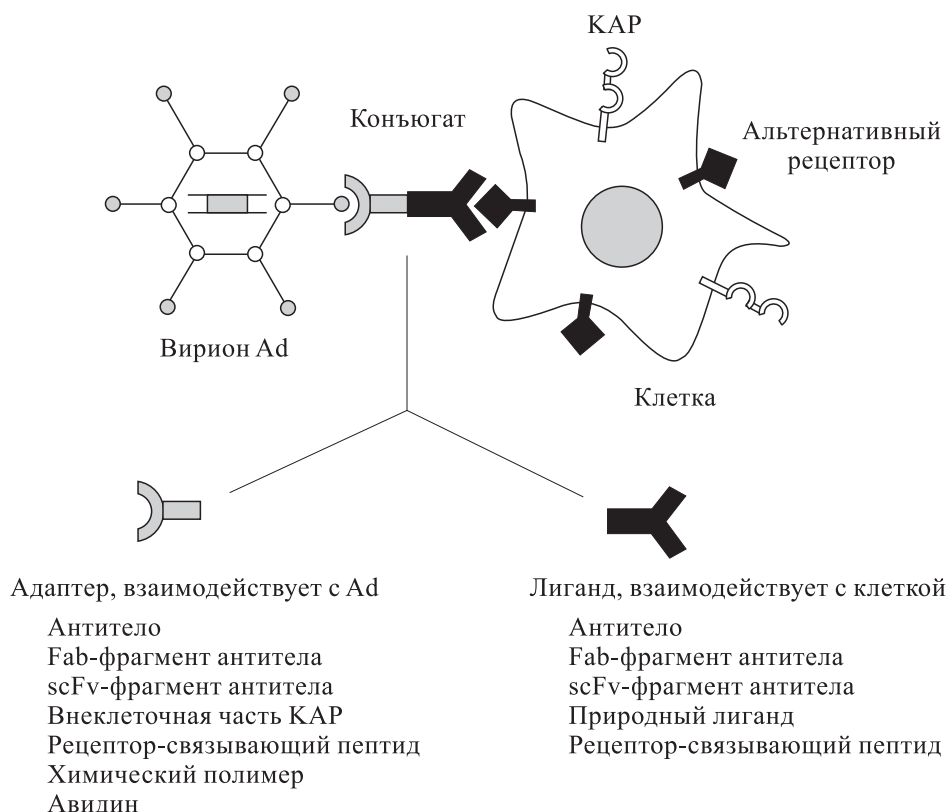 КАР
Конъюгат
Альтернативный
рецептор
Вирион Ad
Клетка
Адаптер, взаимодействует с Ad
Антитело
Fab-фрагмент антитела
scFv-фрагмент антитела
Внеклеточная часть КАР
Рецептор-связывающий пептид
Химический полимер
Авидин
Лиганд, взаимодействует с клеткой
Антитело
Fab-фрагмент антитела
scFv-фрагмент антитела
Природный лиганд
Рецептор-связывающий пептид